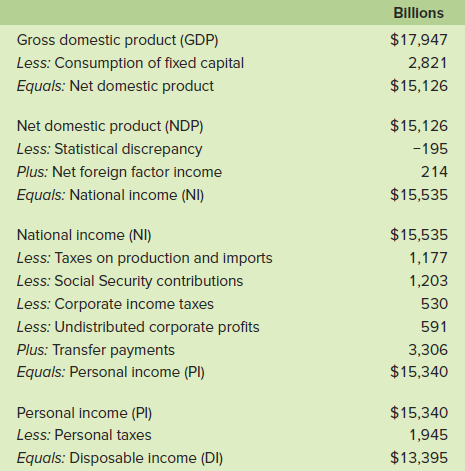 Billions
Gross domestic product (GDP) $17,947
Less: Consumption of fixed capital 2,821
Equals: Net domestic product $15,126
Net domestic product (NDP) $15,126
Less: Statistical discrepancy −195
Plus: Net foreign factor income 214
Equals: National income (NI) $15,535
National income (NI) $15,535
Less: Taxes on production and imports 1,177
Less: Social Security contributions 1,203
Less: Corporate income taxes 530
Less: Undistributed corporate profits 591
Plus: Transfer payments 3,306
Equals: Personal income (PI) $15,340
Personal income (PI) $15,340
Less: Personal taxes 1,945
Equals: Disposable income (DI) $13,395